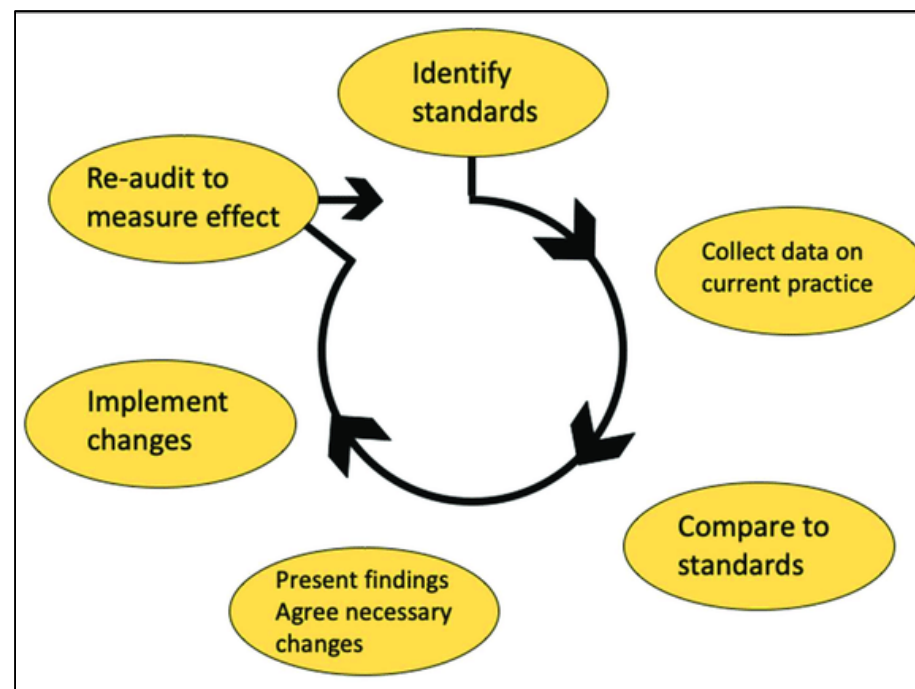 Identify
standards
Collect data on
current practice
Compare to
standards
Present findings
Agree necessary
changes
Implement
changes
Re-audit to
measure effect